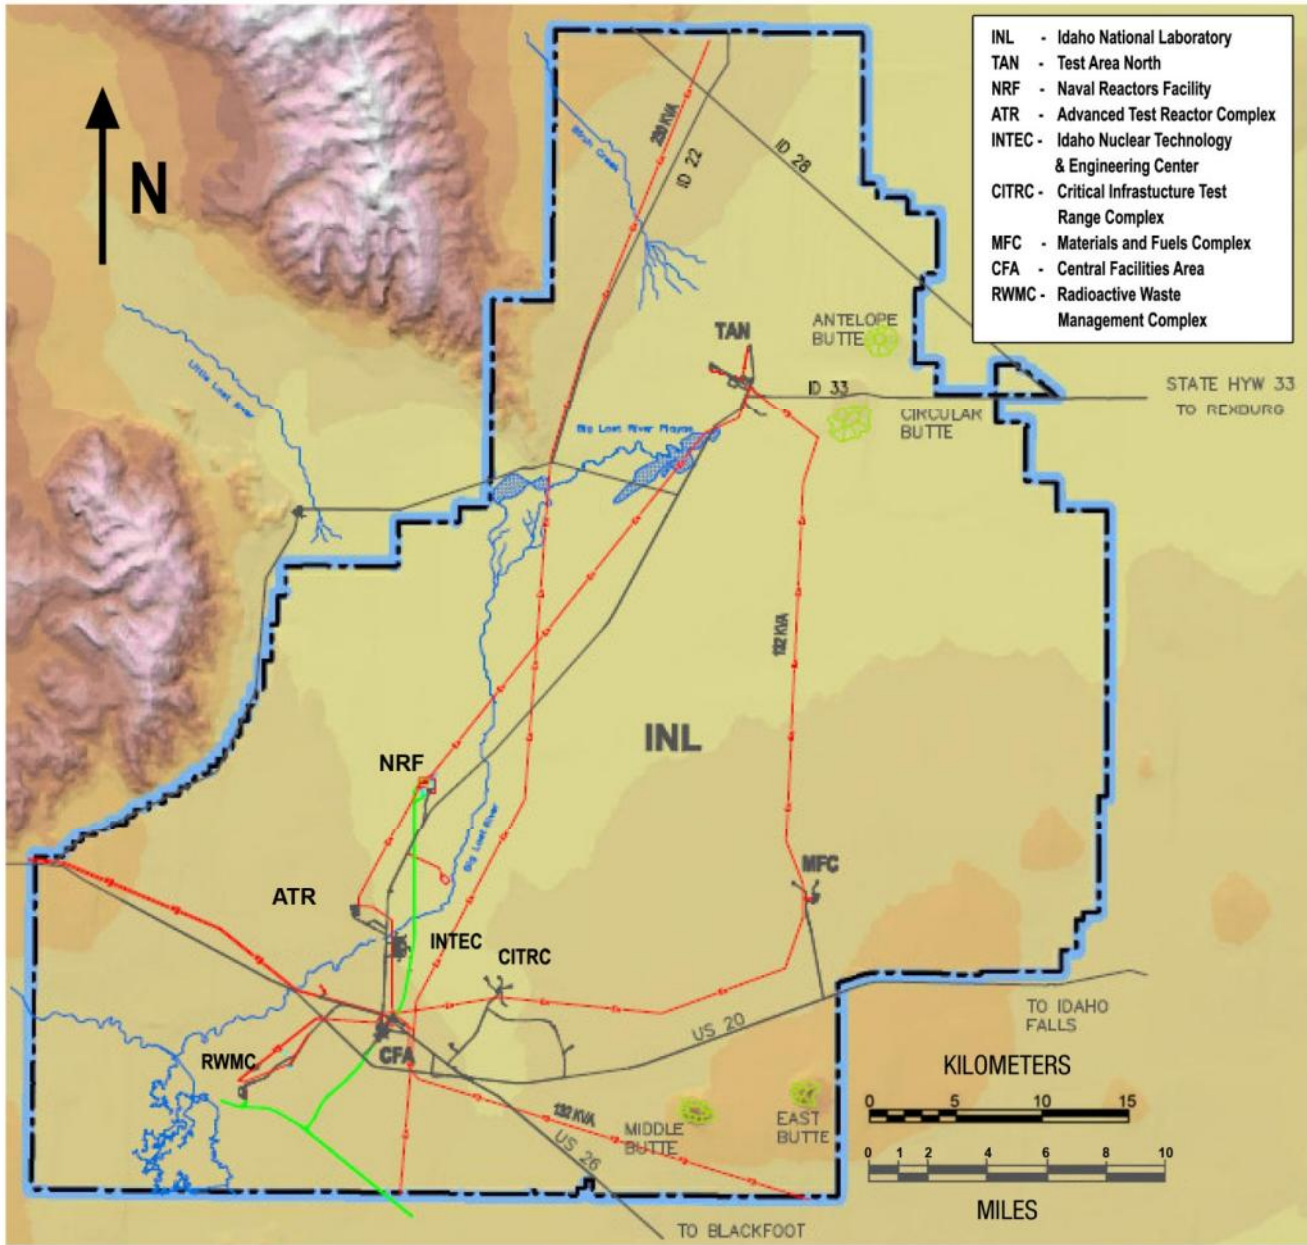 INL - Idaho National Laboratory
TAN - Test Area North
NRF - Naval Reactors Facility
ATR - Advanced Test Reactor Complex
INTEC - Idaho Nuclear Technology
& Engineering Center
CITRC - Critical Infrastucture Test
Range Complex
MFC - Materials and Fuels Complex
CFA - Central Facilities Area
RWMC - Radioactive Waste
Management Complex
N
Birch Creek
KVA
ID 22
ID 28
TAN
ANTELOPE
BUTTE
ID 33
STATE HYW 33
TO REXBURG
CIRCULAR
BUTTE
Little Lost River
Big Lost River Playas
132 KVA
INL
NRF
Big Lost River
MFC
ATR
INTEC
CITRC
US 20
TO IDAHO
FALLS
CFA
RWMC
132 KVA
MIDDLE
BUTTE
EAST
BUTTE
US 26
TO BLACKFOOT
KILOMETERS
0 5 10 15
0 1 2 4 6 8 10
MILES